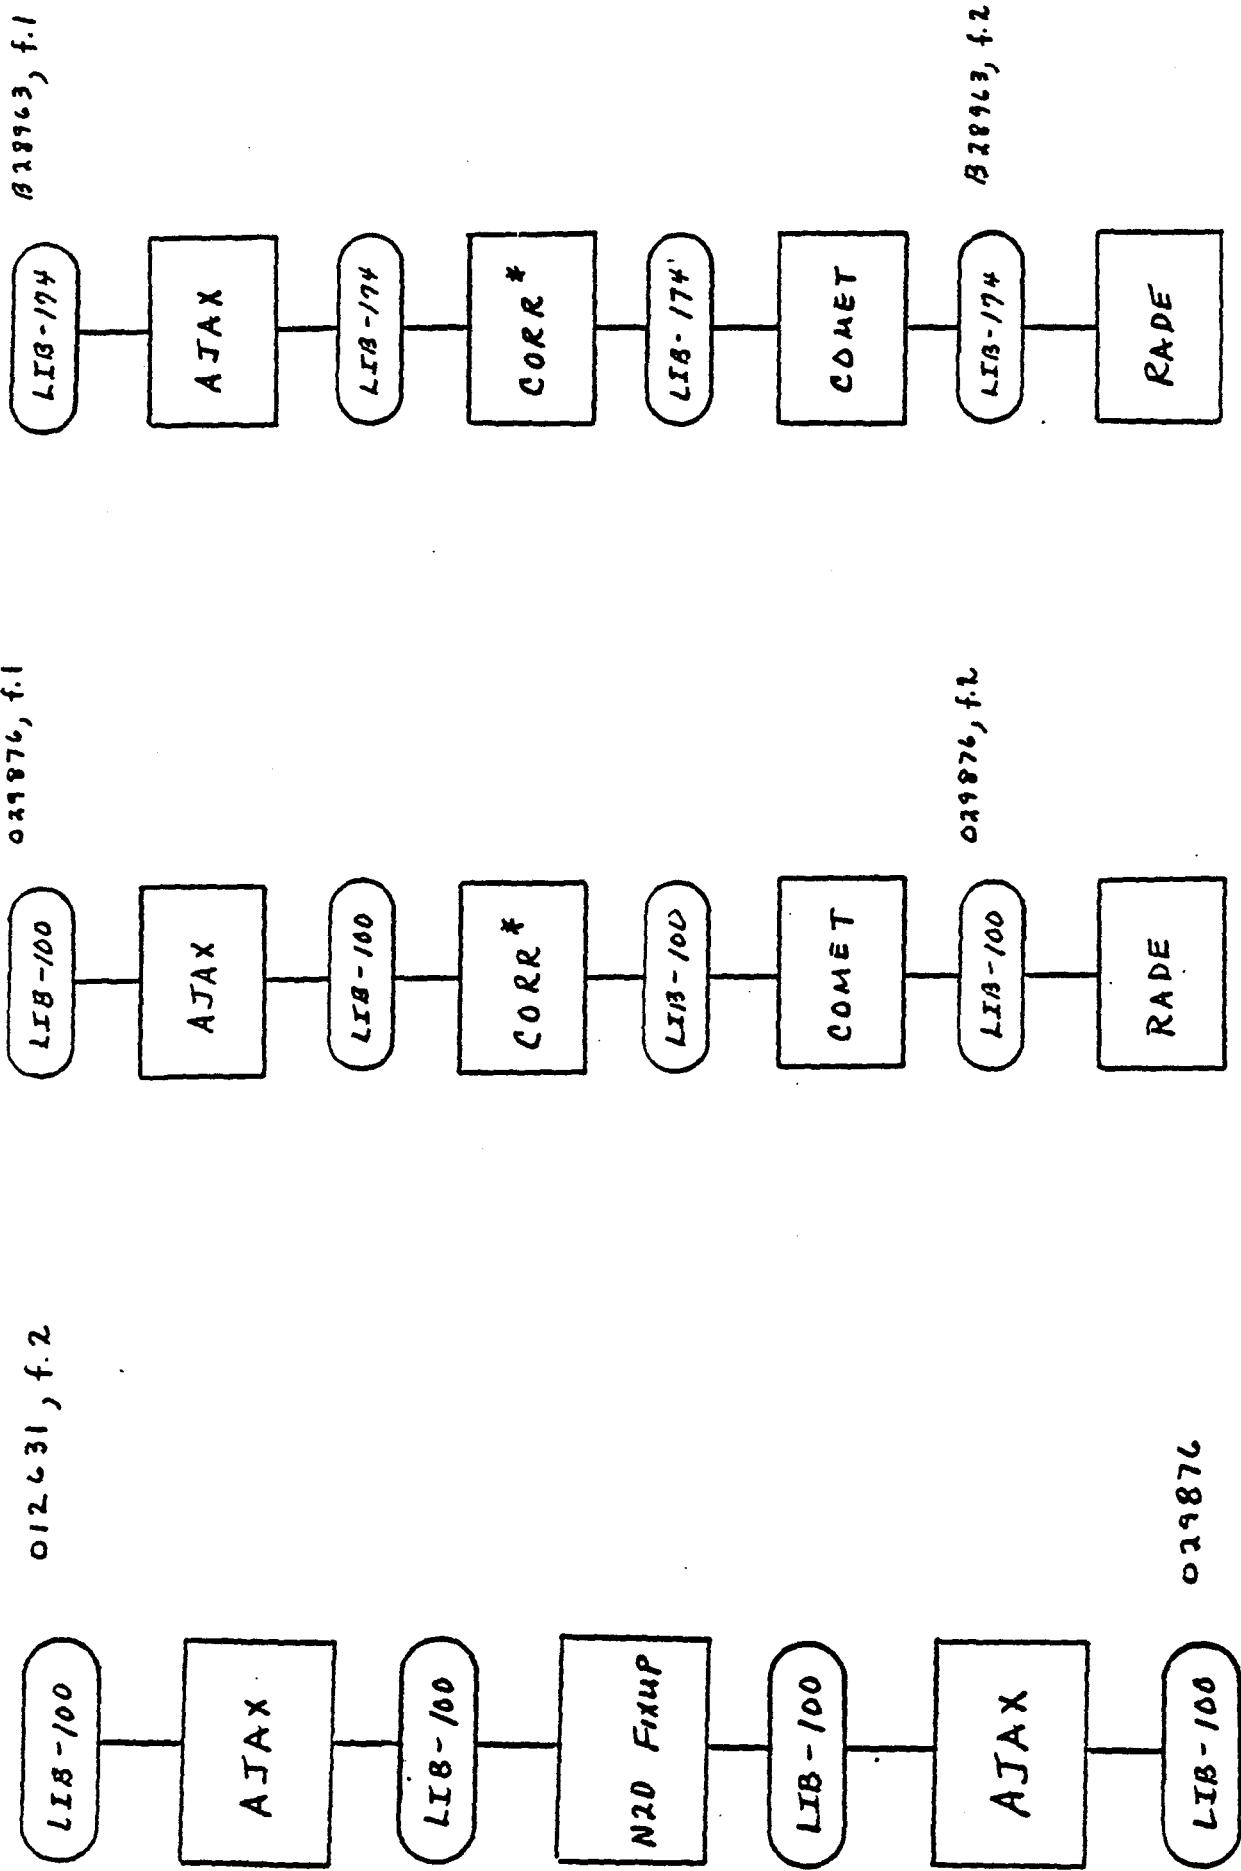 LIB-100
012631, f.2
AJAX
LIB-100
N2D FIXUP
LIB-100
AJAX
LIB-100
029876
LIB-100
029876, f.1
AJAX
LIB-100
CORR*
LIB-100
COMET
LIB-100
029876, f.2
RADE
LIB-174
B28963, f.1
AJAX
LIB-174
CORR*
LIB-174
COMET
LIB-174
B28963, f.2
RADE